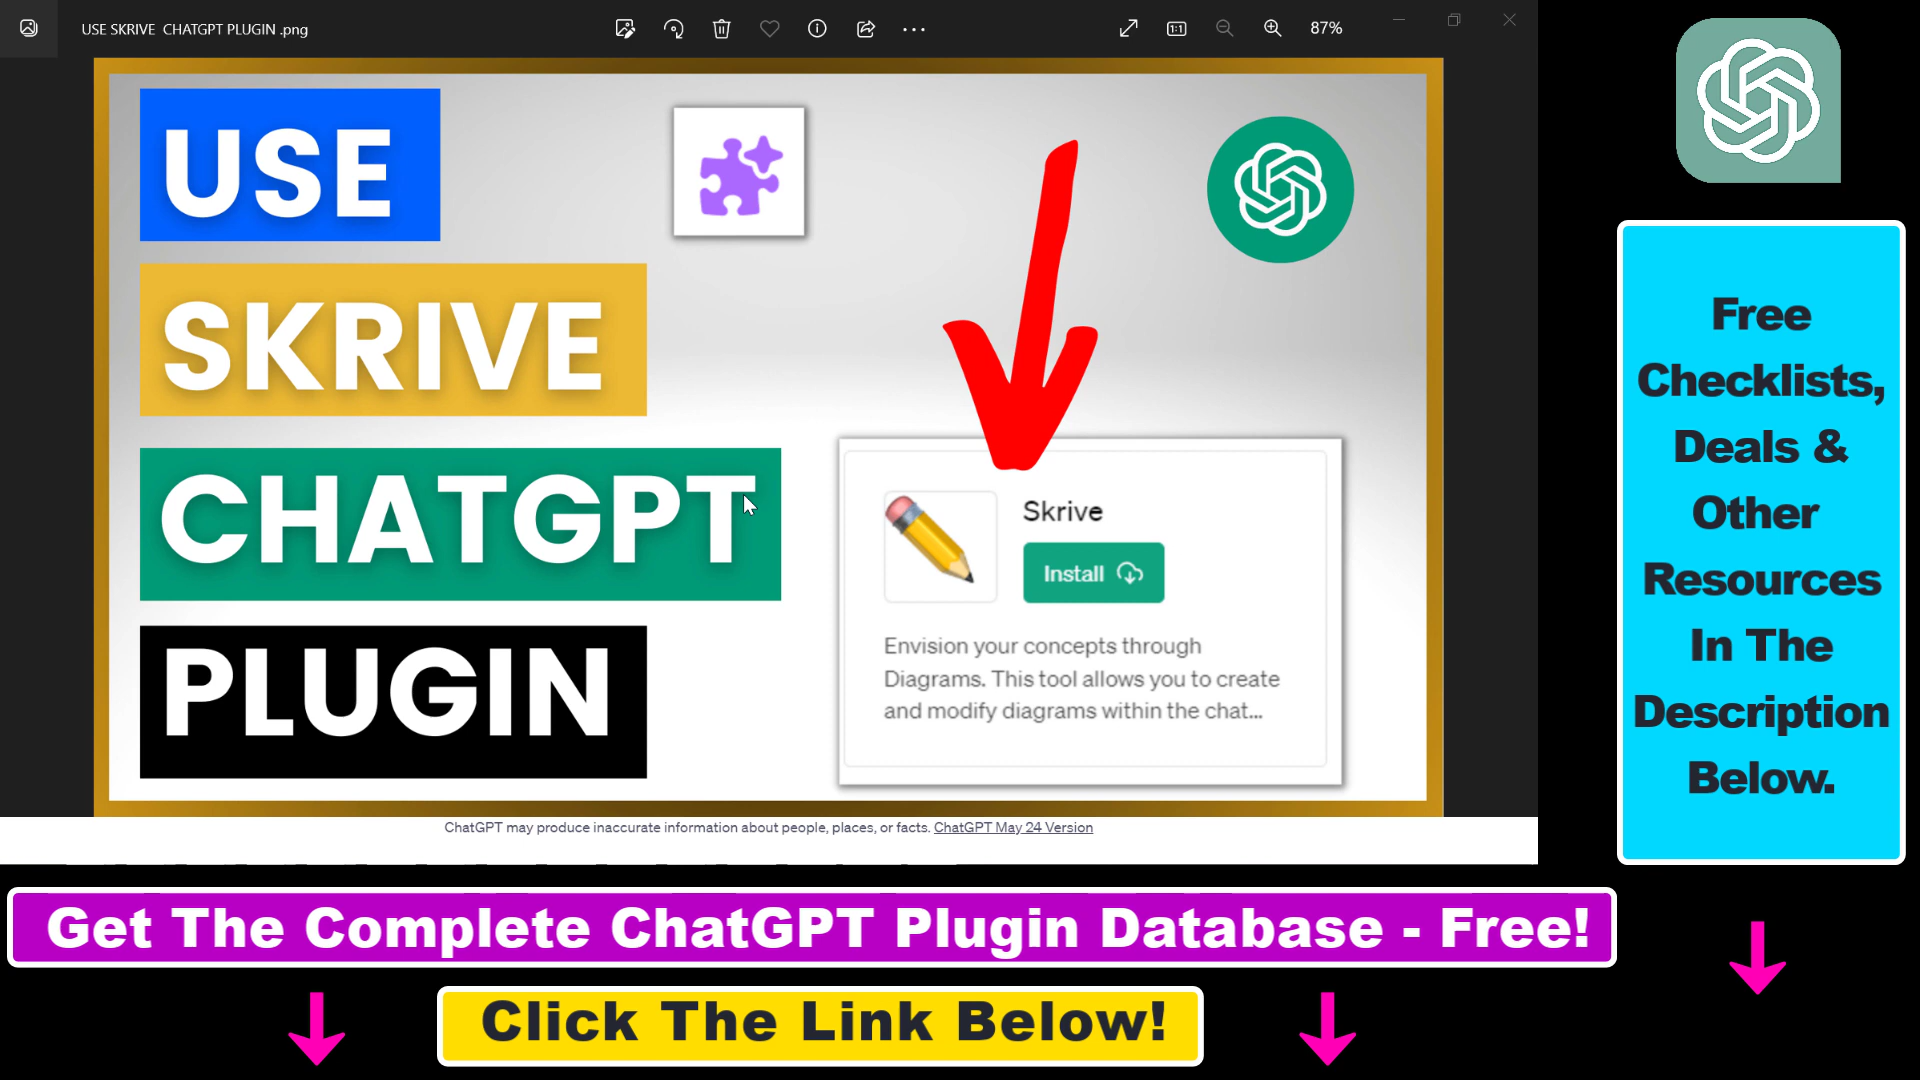 USE SKRIVE  CHATGPT PLUGIN .png
1:1
87%
USE
SKRIVE
CHATGPT
PLUGIN
Skrive
Install
Envision your concepts through
Diagrams. This tool allows you to create
and modify diagrams within the chat...
ChatGPT may produce inaccurate information about people, places, or facts. ChatGPT May 24 Version
Free
Checklists,
Deals &
Other
Resources
In The
Description
Below.
Get The Complete ChatGPT Plugin Database - Free!
Click The Link Below!